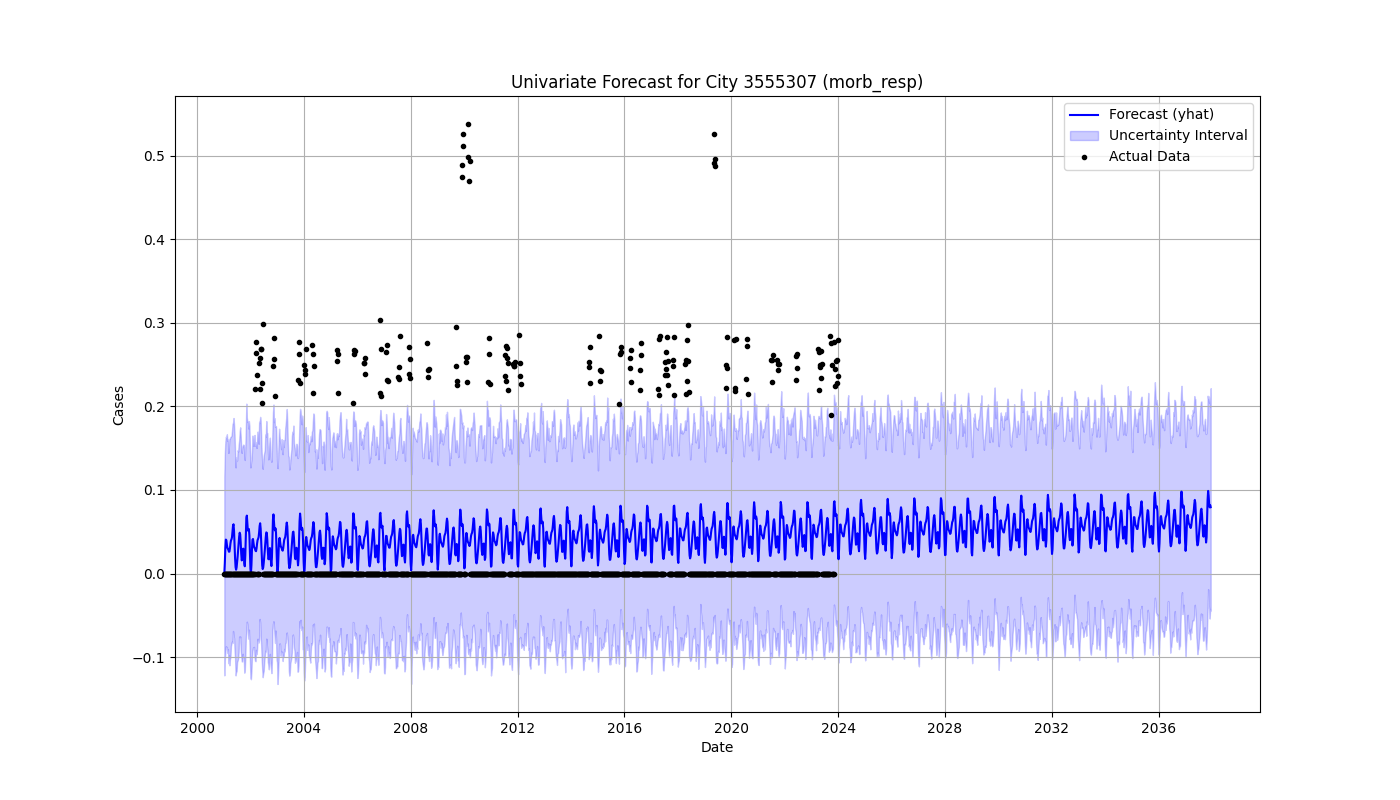 Univariate Forecast for City 3555307 (morb_resp)
Forecast (yhat)
Uncertainty Interval
Actual Data
Cases
0.5
0.4
0.3
0.2
0.1
0.0
−0.1
2000 2004 2008 2012 2016 2020 2024 2028 2032 2036
Date